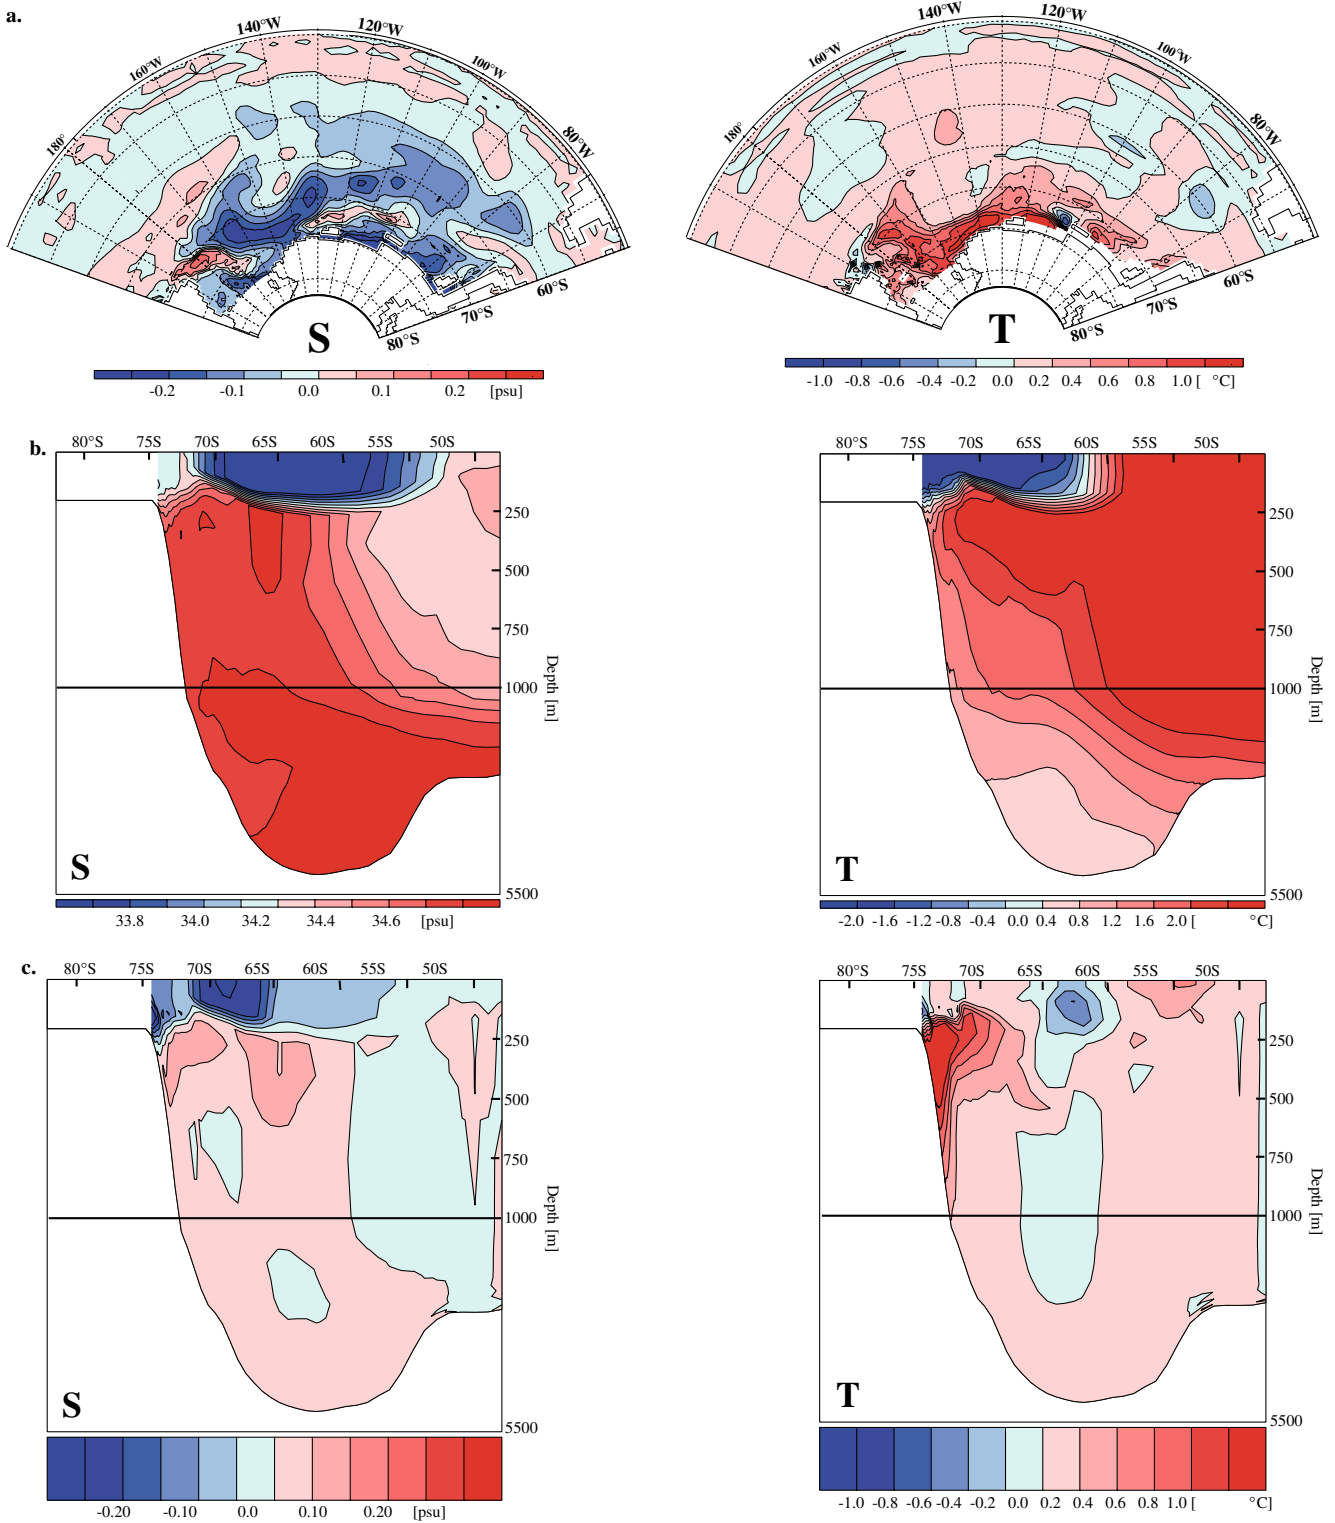 a.
140°W 120°W
160°W 100°W
180° 80°W
60°S
70°S
80°S
S
-0.2 -0.1 0.0 0.1 0.2 [psu]
140°W 120°W
160°W 100°W
180° 80°W
60°S
70°S
80°S
T
-1.0 -0.8 -0.6 -0.4 -0.2 0.0 0.2 0.4 0.6 0.8 1.0 [ °C]
b.
80°S 75S 70S 65S 60S 55S 50S
250
500
750
1000
5500
Depth [m]
S
33.8 34.0 34.2 34.4 34.6 [psu]
80°S 75S 70S 65S 60S 55S 50S
250
500
750
1000
5500
Depth [m]
T
-2.0 -1.6 -1.2 -0.8 -0.4 0.0 0.4 0.8 1.2 1.6 2.0 [ °C]
c.
80°S 75S 70S 65S 60S 55S 50S
250
500
750
1000
5500
Depth [m]
S
-0.20 -0.10 0.0 0.10 0.20 [psu]
80°S 75S 70S 65S 60S 55S 50S
250
500
750
1000
5500
Depth [m]
T
-1.0 -0.8 -0.6 -0.4 -0.2 0.0 0.2 0.4 0.6 0.8 1.0 [ °C]